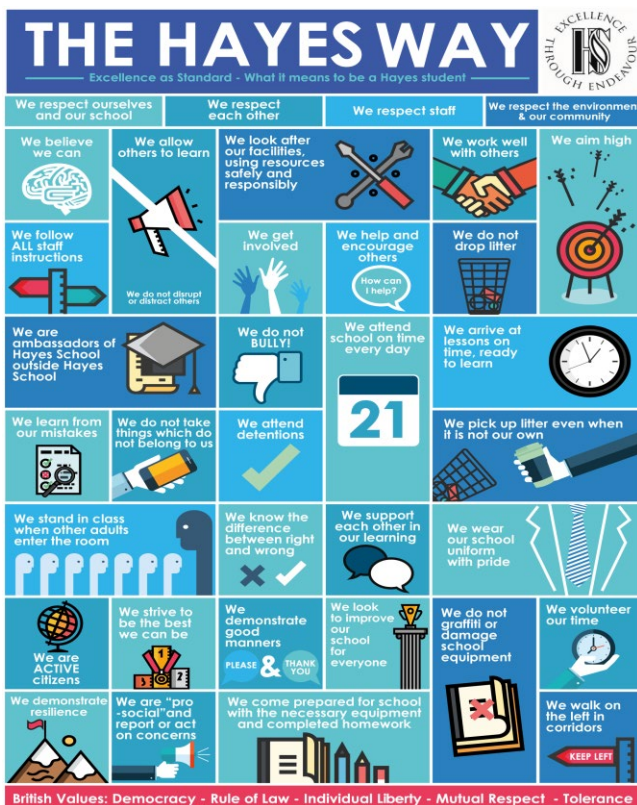 THE HAYES WAY
Excellence as Standard - What it means to be a Hayes student
EXCELLENCE
THROUGH ENDEAVOUR
HS
We respect ourselves
and our school
We respect
each other
We respect staff
We respect the environment
& our community
We believe
we can
We allow
others to learn
We do not disrupt
or distract others
We look after
our facilities,
using resources
safely and
responsibly
We work well
with others
We aim high
We follow
ALL staff
instructions
We get
involved
We help and
encourage
others
How can
I help?
We do not
drop litter
We are
ambassadors of
Hayes School
outside Hayes
School
We do not
BULLY!
We attend
school on time
every day
21
We arrive at
lessons on
time, ready
to learn
We learn from
our mistakes
We do not take
things which do
not belong to us
We attend
detentions
We pick up litter even when
it is not our own
We stand in class
when other adults
enter the room
We know the
difference
between right
and wrong
We support
each other in
our learning
We wear
our school
uniform
with pride
We are
ACTIVE
citizens
We strive to
be the best
we can be
1
2
3
We
demonstrate
good
manners
PLEASE & THANK
YOU
We look
to improve
our
school
for
everyone
We do not
graffiti or
damage
school
equipment
We volunteer
our time
We demonstrate
resilience
We are "pro
-social"and
report or act
on concerns
We come prepared for school
with the necessary equipment
and completed homework
We walk on
the left in
corridors
KEEP LEFT
British Values: Democracy - Rule of Law - Individual Liberty - Mutual Respect - Tolerance